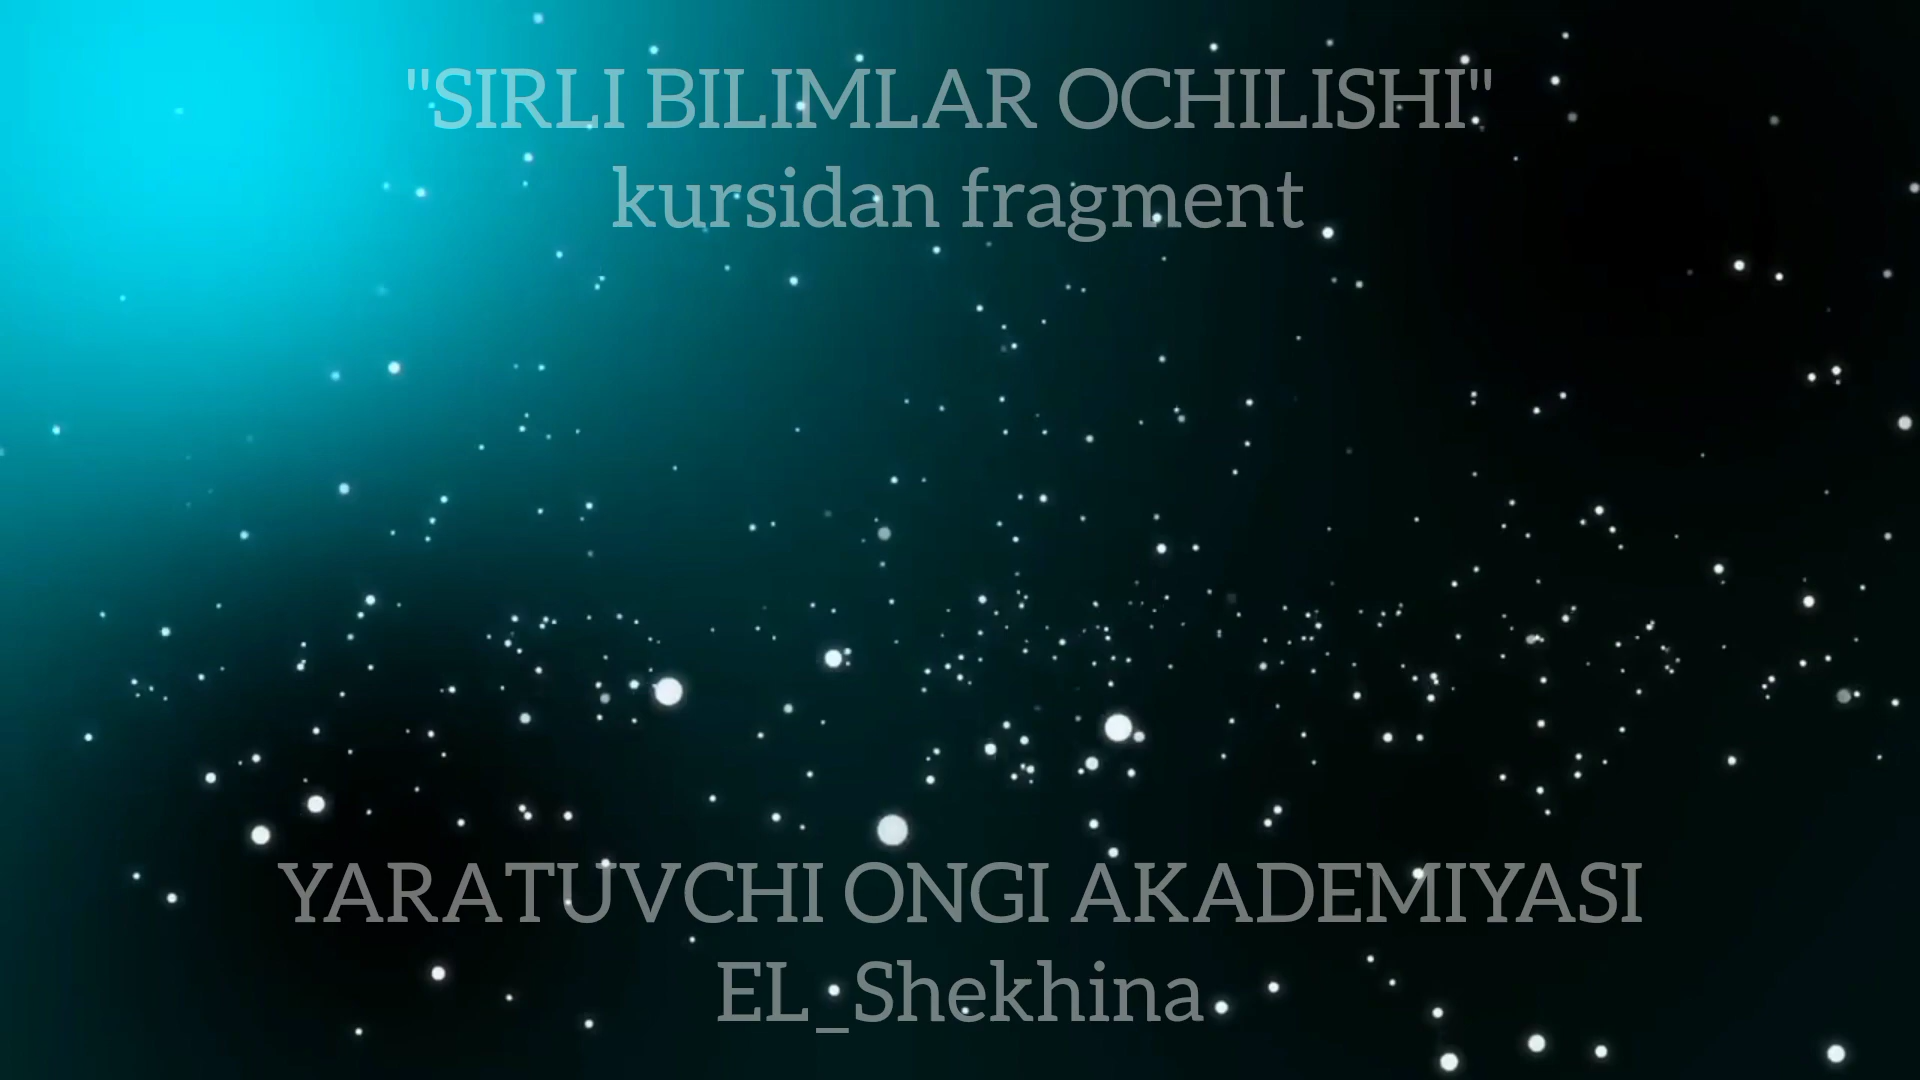 "SIRLI BILIMLAR OCHILISHI"
kursidan fragment
YARATUVCHI ONGI AKADEMIYASI
EL_Shekhina